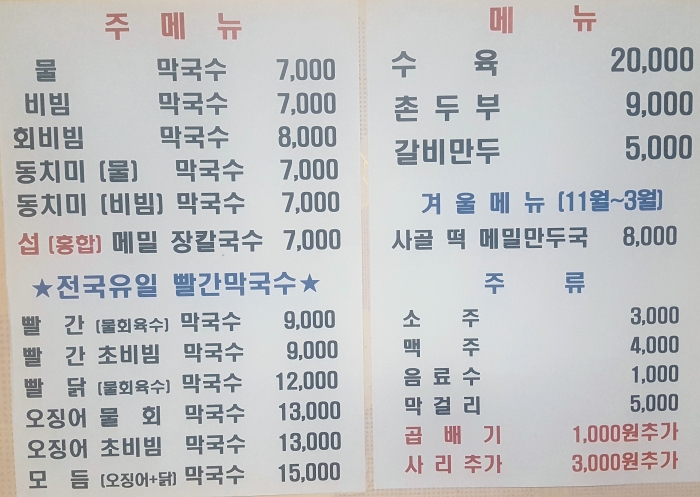 주 메 뉴
물 막국수 7,000
비빔 막국수 7,000
회비빔 막국수 8,000
동치미 (물) 막국수 7,000
동치미 (비빔) 막국수 7,000
섭 (홍합) 메밀 장칼국수 7,000
★전국유일 빨간막국수★
빨 간 (물회육수) 막국수 9,000
빨 간 초비빔 막국수 9,000
빨 닭 (물회육수) 막국수 12,000
오징어 물 회 막국수 13,000
오징어 초비빔 막국수 13,000
모 듬 (오징어+닭) 막국수 15,000
메 뉴
수 육 20,000
촌 두 부 9,000
갈비만두 5,000
겨 울 메 뉴 (11월~3월)
사골 떡 메밀만두국 8,000
주 류
소 주 3,000
맥 주 4,000
음 료 수 1,000
막 걸 리 5,000
곱 배 기 1,000원추가
사 리 추 가 3,000원추가